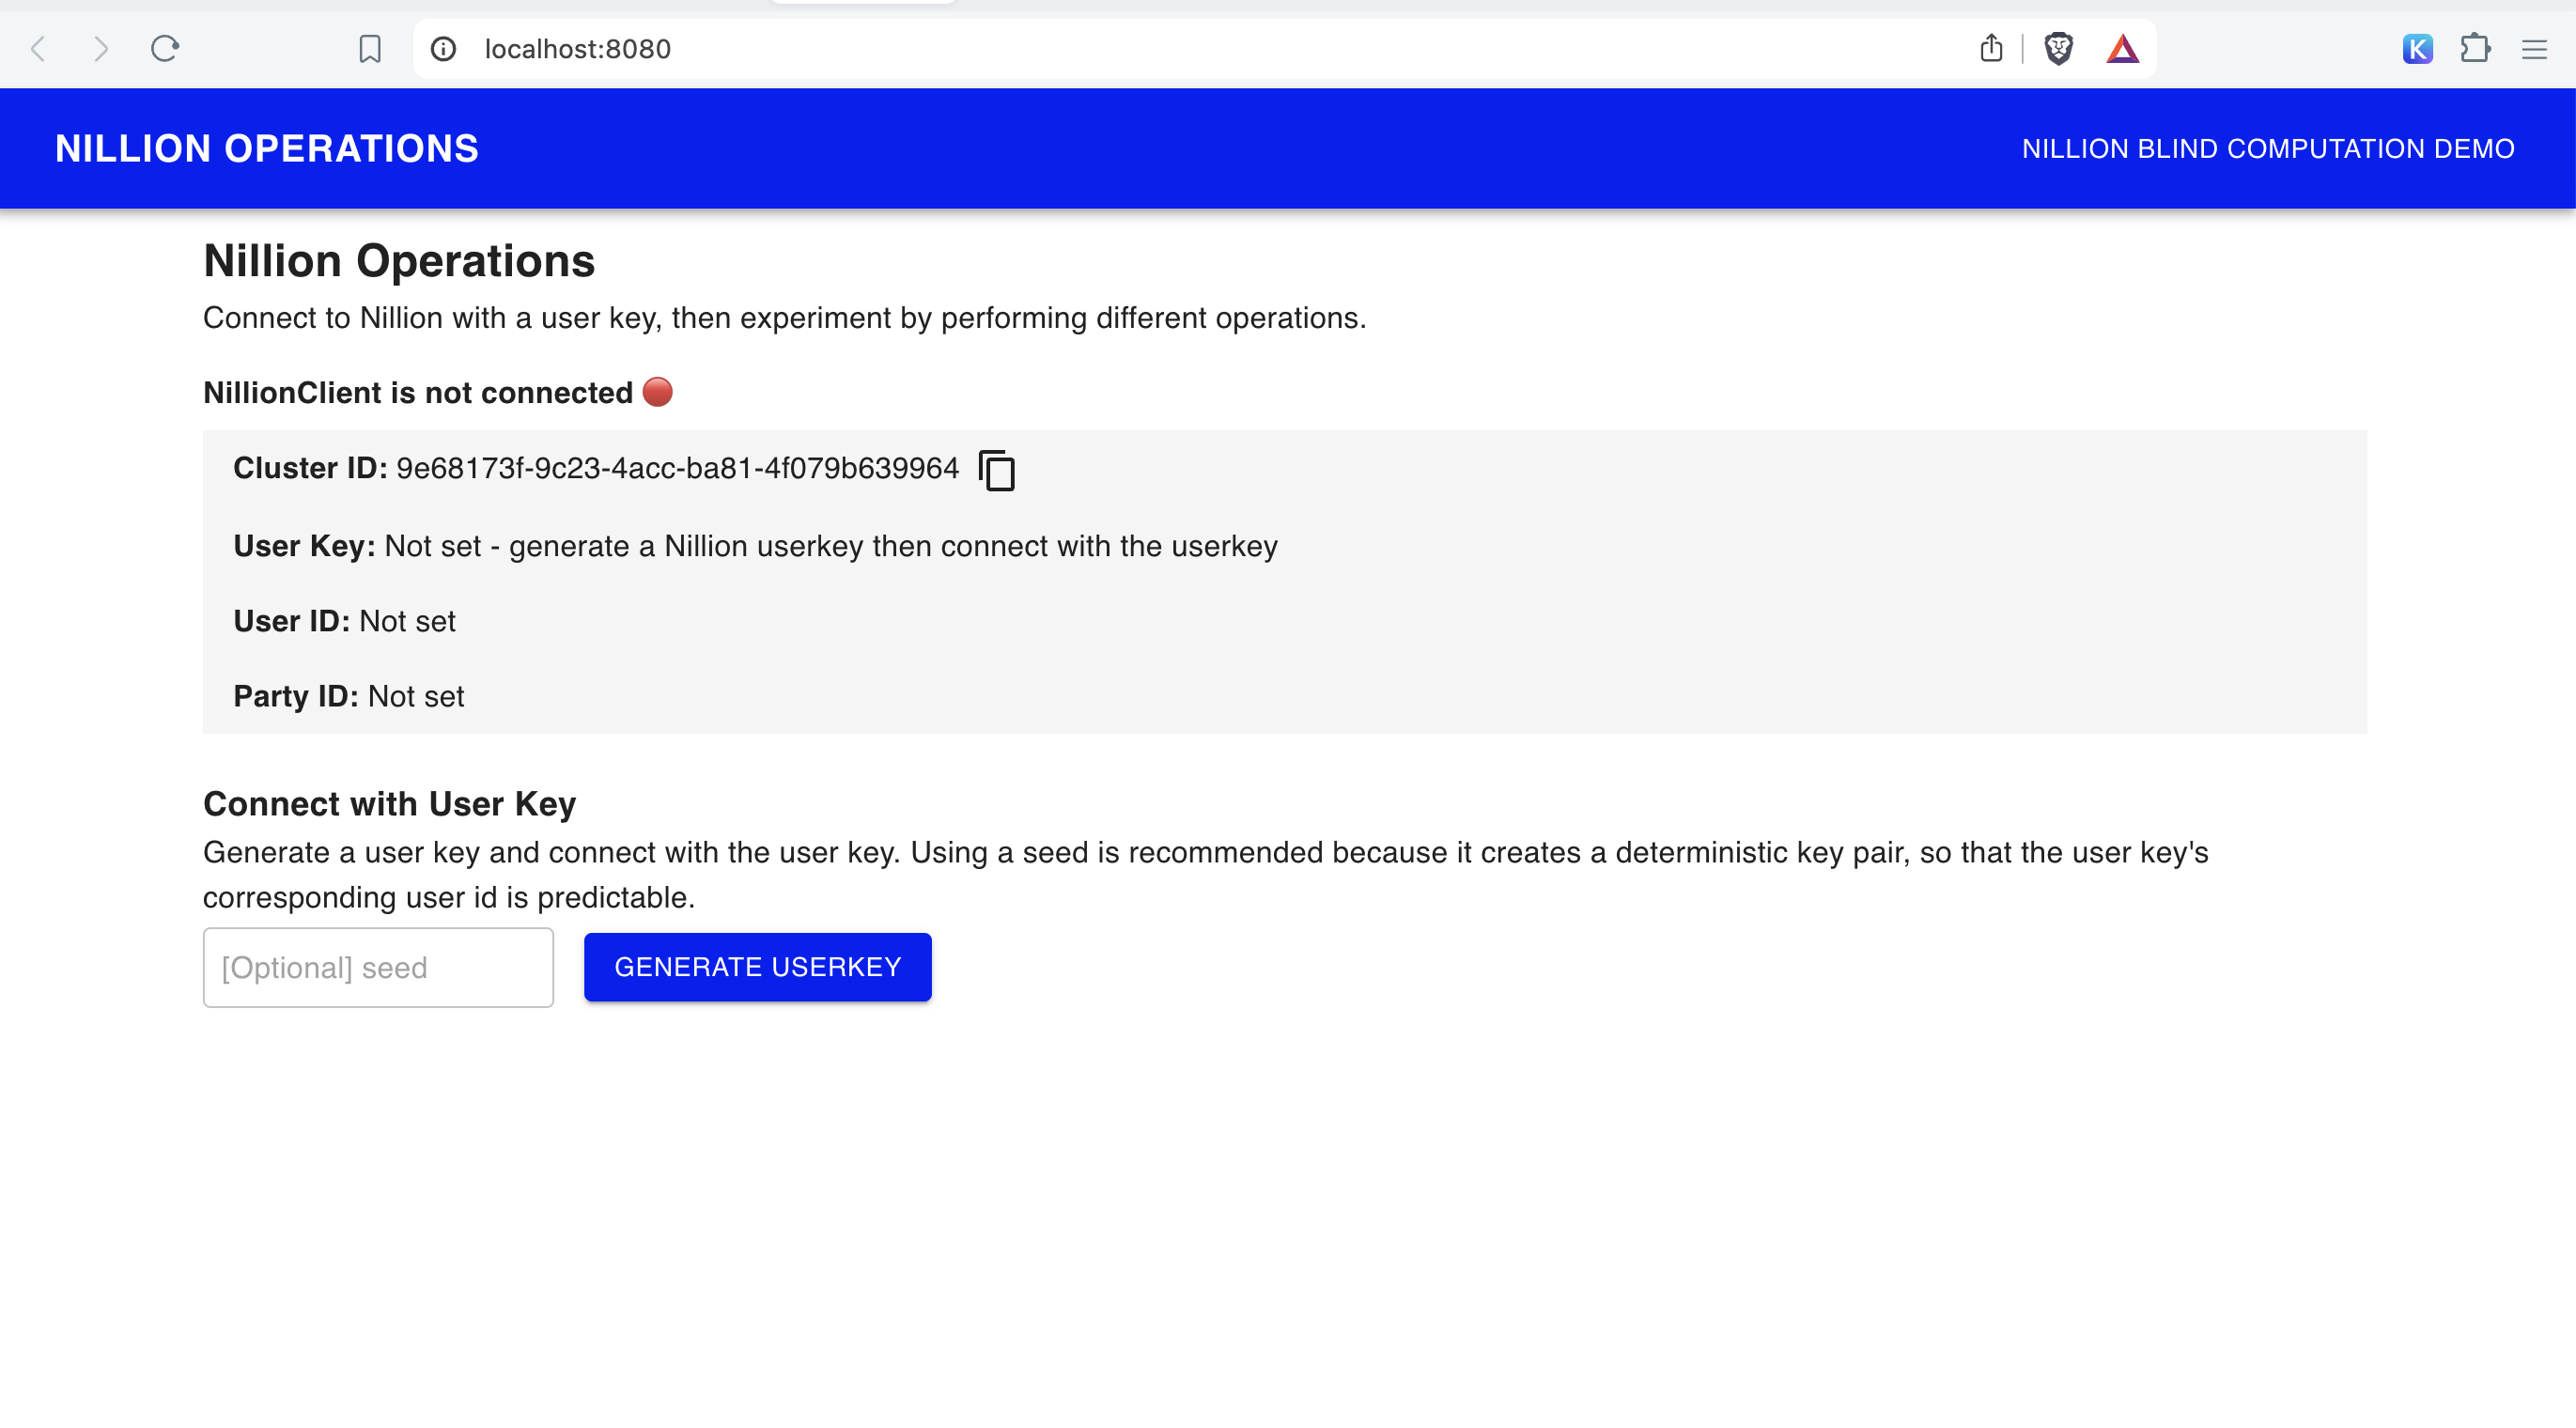 localhost:8080
K
NILLION OPERATIONS
NILLION BLIND COMPUTATION DEMO
Nillion Operations
Connect to Nillion with a user key, then experiment by performing different operations.
NillionClient is not connected
Cluster ID: 9e68173f-9c23-4acc-ba81-4f079b639964
User Key: Not set - generate a Nillion userkey then connect with the userkey
User ID: Not set
Party ID: Not set
Connect with User Key
Generate a user key and connect with the user key. Using a seed is recommended because it creates a deterministic key pair, so that the user key's
corresponding user id is predictable.
[Optional] seed
GENERATE USERKEY